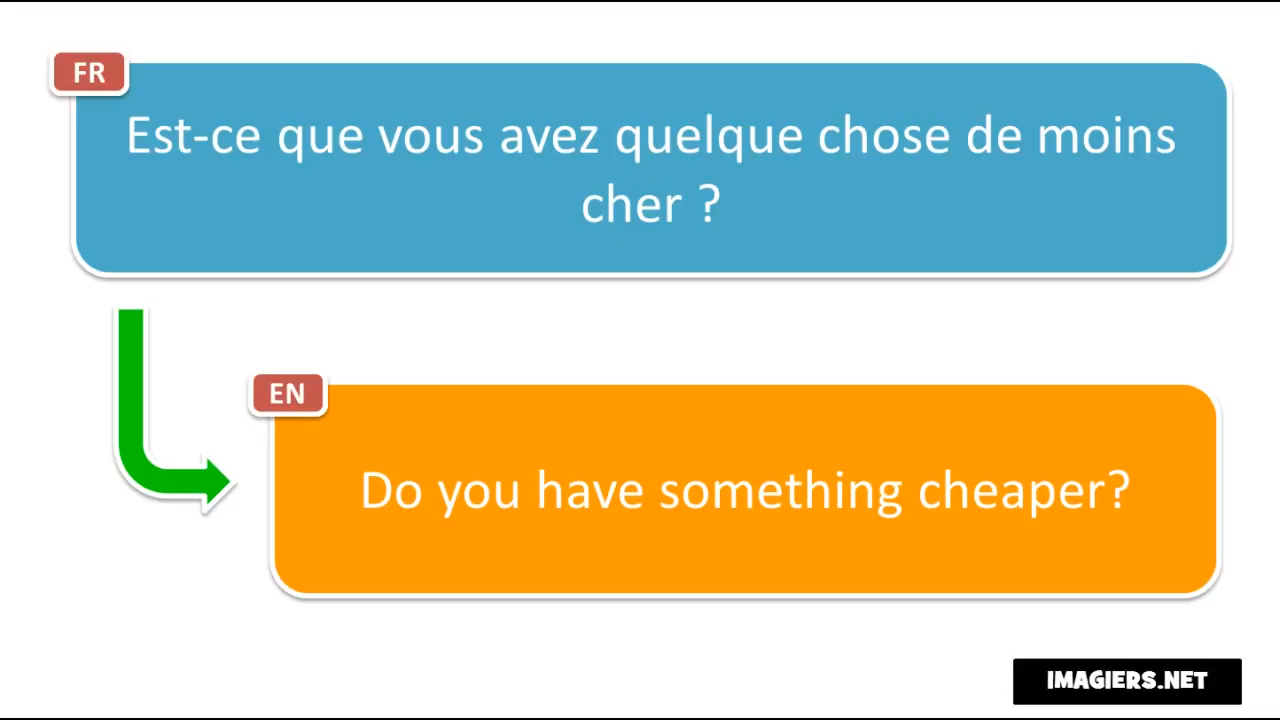 FR
Est-ce que vous avez quelque chose de moins
cher ?
EN
Do you have something cheaper?
IMAGIERS.NET